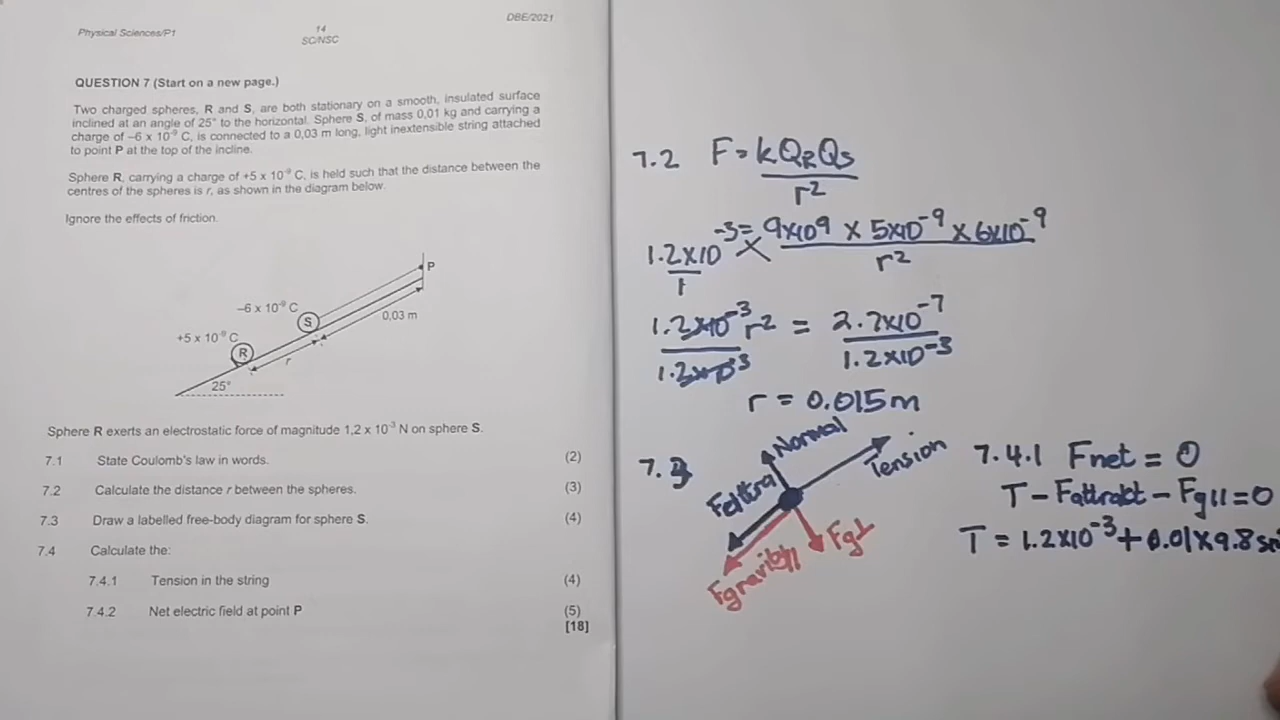 DBE/2021
Physical Sciences/P1
14
SC/NSC
QUESTION 7 (Start on a new page.)
Two charged spheres, R and S, are both stationary on a smooth, insulated surface
inclined at an angle of 25° to the horizontal. Sphere S, of mass 0,01 kg and carrying a
charge of –6 x 10⁻⁹ C, is connected to a 0,03 m long, light inextensible string attached
to point P at the top of the incline.
Sphere R, carrying a charge of +5 x 10⁻⁹ C, is held such that the distance between the
centres of the spheres is r, as shown in the diagram below.
Ignore the effects of friction.
P
–6 x 10⁻⁹ C
S
0,03 m
+5 x 10⁻⁹ C
R
r
25°
Sphere R exerts an electrostatic force of magnitude 1,2 x 10⁻³ N on sphere S.
7.1 State Coulomb's law in words. (2)
7.2 Calculate the distance r between the spheres. (3)
7.3 Draw a labelled free-body diagram for sphere S. (4)
7.4 Calculate the:
7.4.1 Tension in the string (4)
7.4.2 Net electric field at point P (5)
[18]
7.2 F = kQRQS
r²
1.2x10⁻³ = 9x10⁹ x 5x10⁻⁹ x 6x10⁻⁹
1
r²
1.2x10⁻³ r² = 2.7x10⁻⁷
1.2x10⁻³ 1.2x10⁻³
r = 0.015m
7.3
Normal
Tension
Fg⊥
Fgravity||
7.4.1 Fnet = 0
T - Fattrakt - Fg|| = 0
T = 1.2x10⁻³ + 0.01x9.8